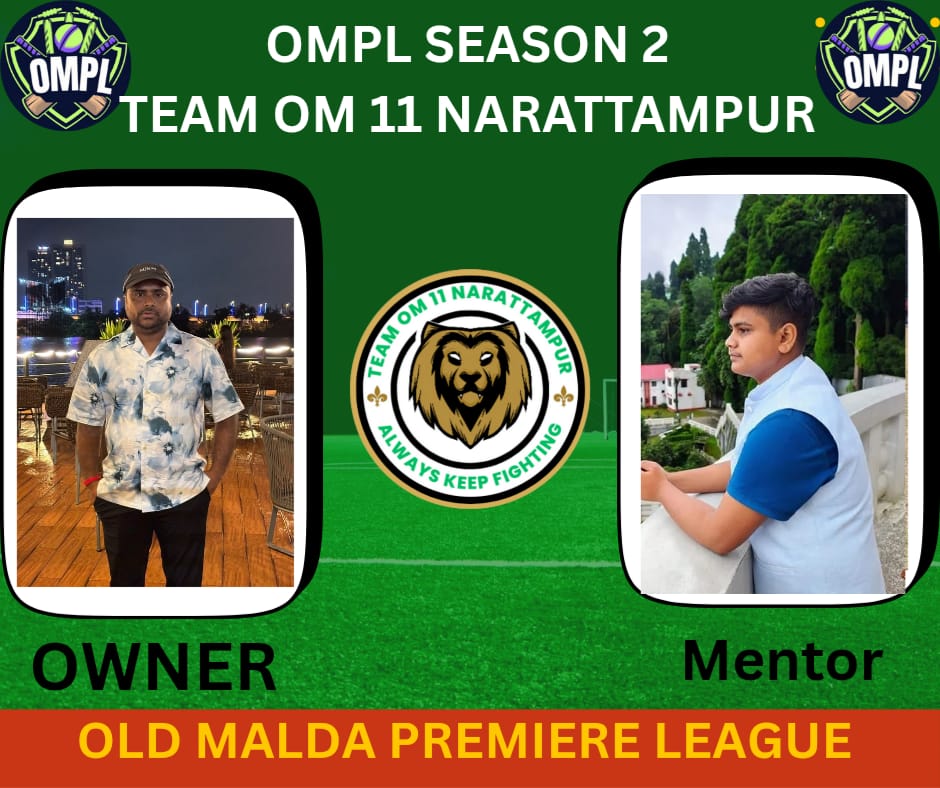 OMPL SEASON 2
OMPL
OMPL
TEAM OM 11 NARATTAMPUR
TEAM OM 11 NARATTAMPUR
ALWAYS KEEP FIGHTING
OWNER
Mentor
OLD MALDA PREMIERE LEAGUE